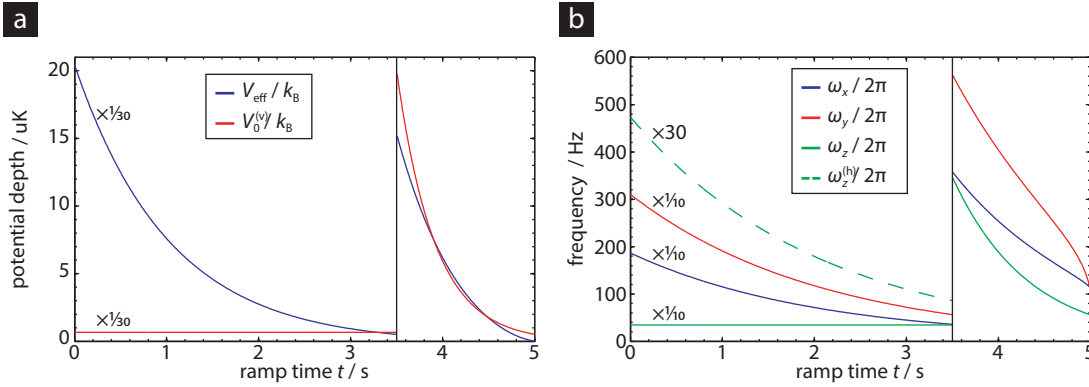 a
20
15
10
5
0
potential depth / uK
×1⁄30
×1⁄30
V_eff / k_B
V_0^(v)/ k_B
0 1 2 3 4 5
ramp time t / s
b
600
500
400
300
200
100
0
frequency / Hz
×30
×1⁄10
×1⁄10
×1⁄10
ω_x / 2π
ω_y / 2π
ω_z / 2π
ω_z^(h)/ 2π
0 1 2 3 4 5
ramp time t / s